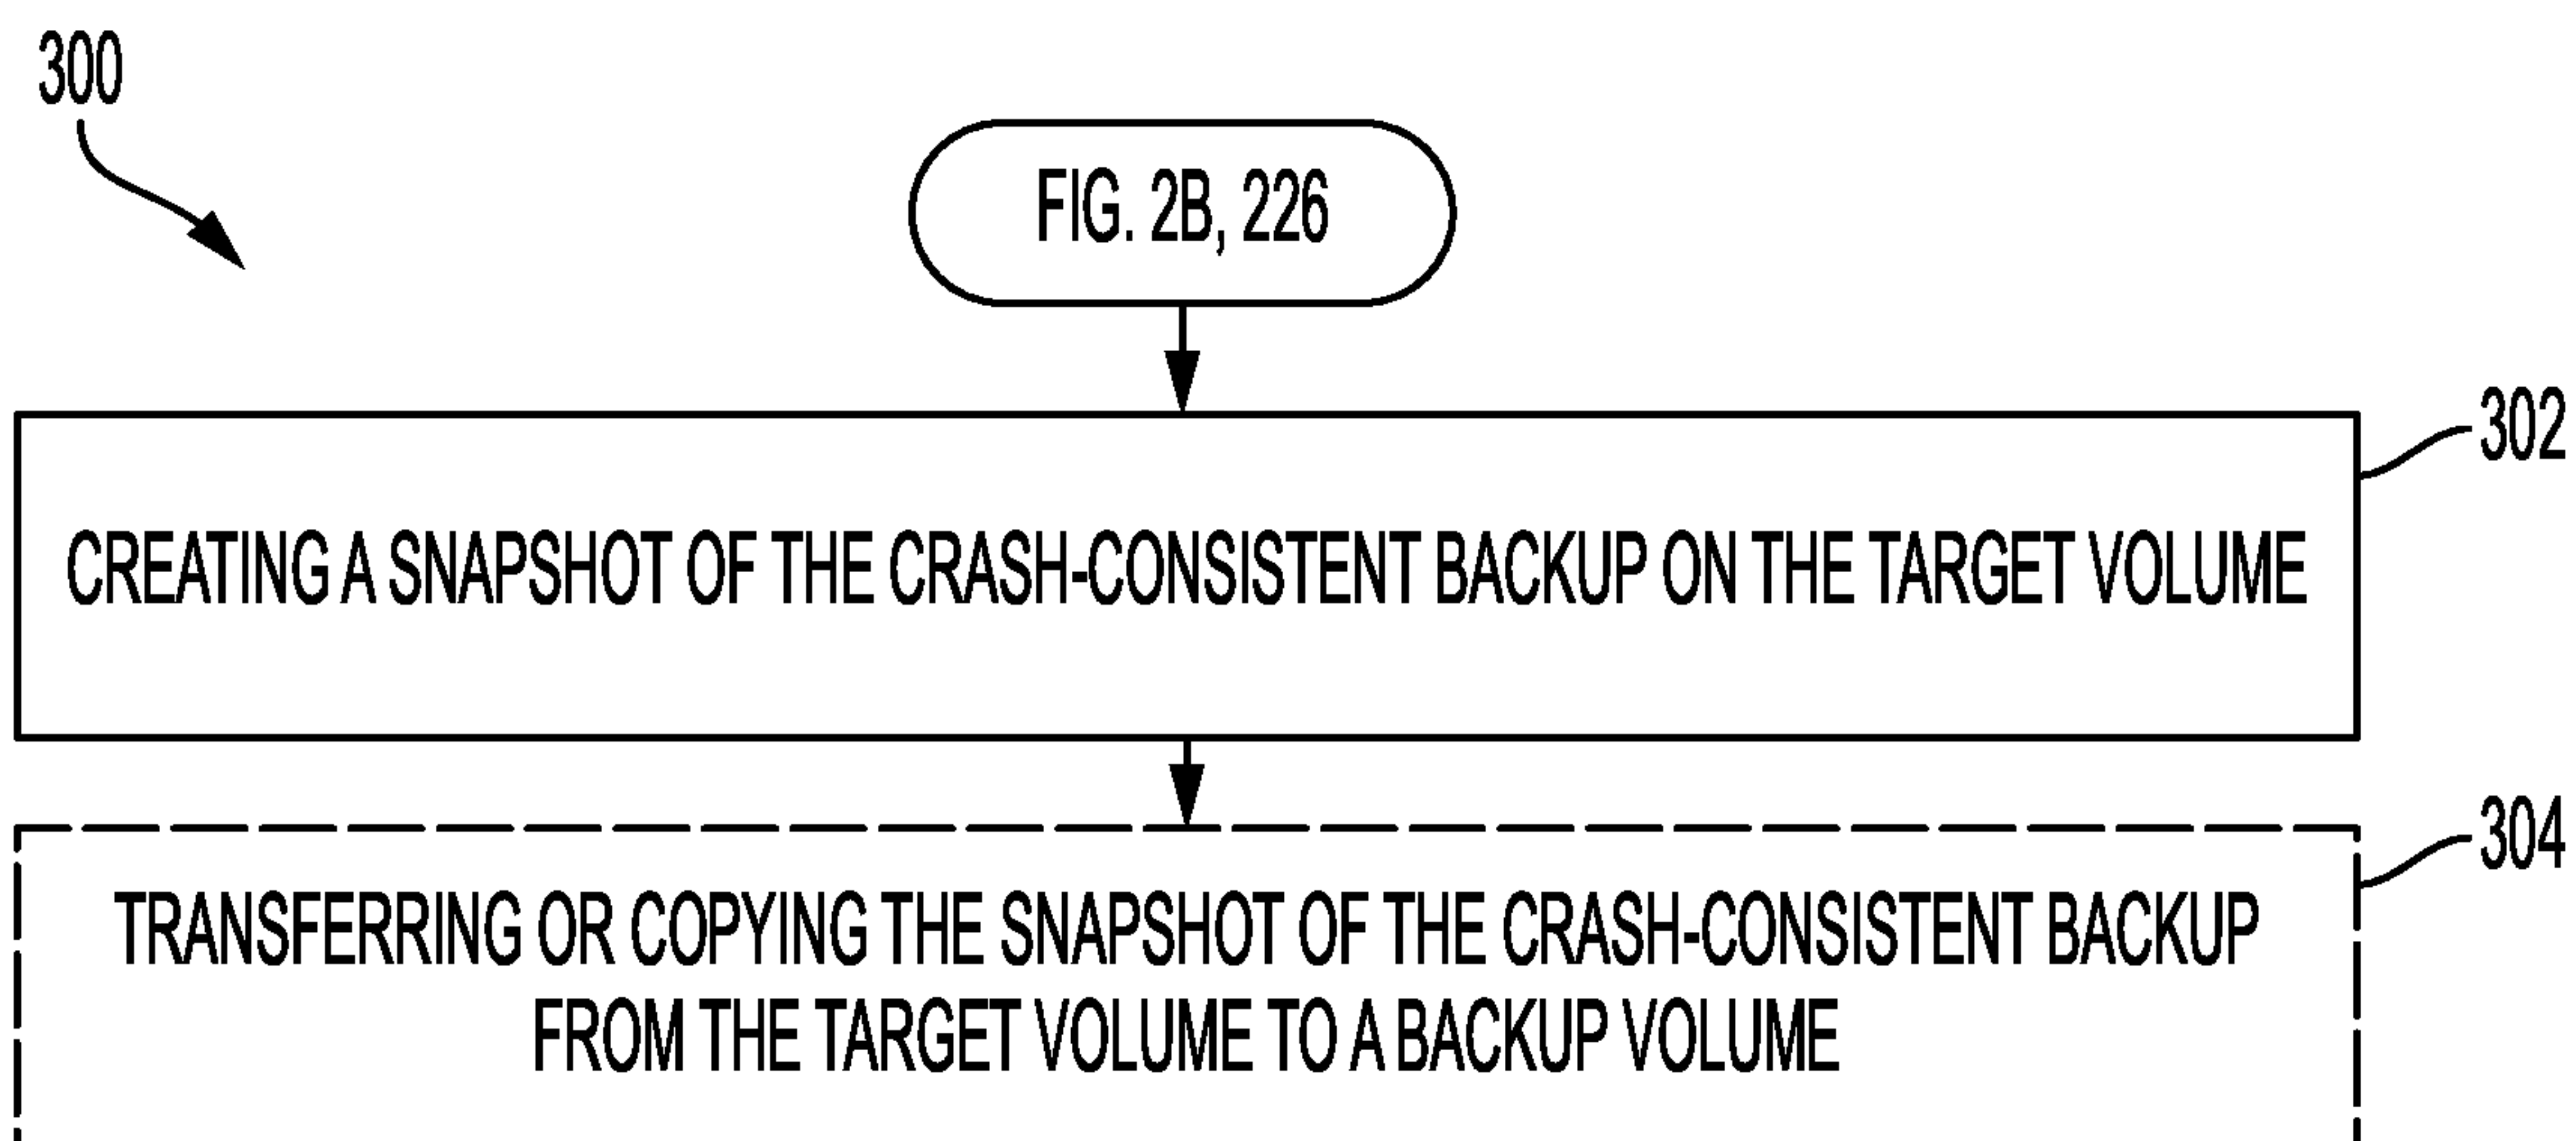 300
FIG. 2B, 226
302
CREATING A SNAPSHOT OF THE CRASH-CONSISTENT BACKUP ON THE TARGET VOLUME
304
TRANSFERRING OR COPYING THE SNAPSHOT OF THE CRASH-CONSISTENT BACKUP
FROM THE TARGET VOLUME TO A BACKUP VOLUME